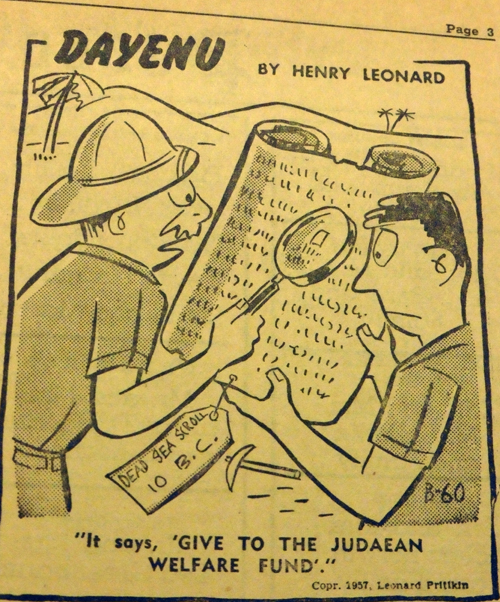 Page 3
DAYENU
BY HENRY LEONARD
DEAD SEA SCROLL
10 B.C.
B-60
"It says, 'GIVE TO THE JUDAEAN
WELFARE FUND'."
Copr. 1957, Leonard Pritikin